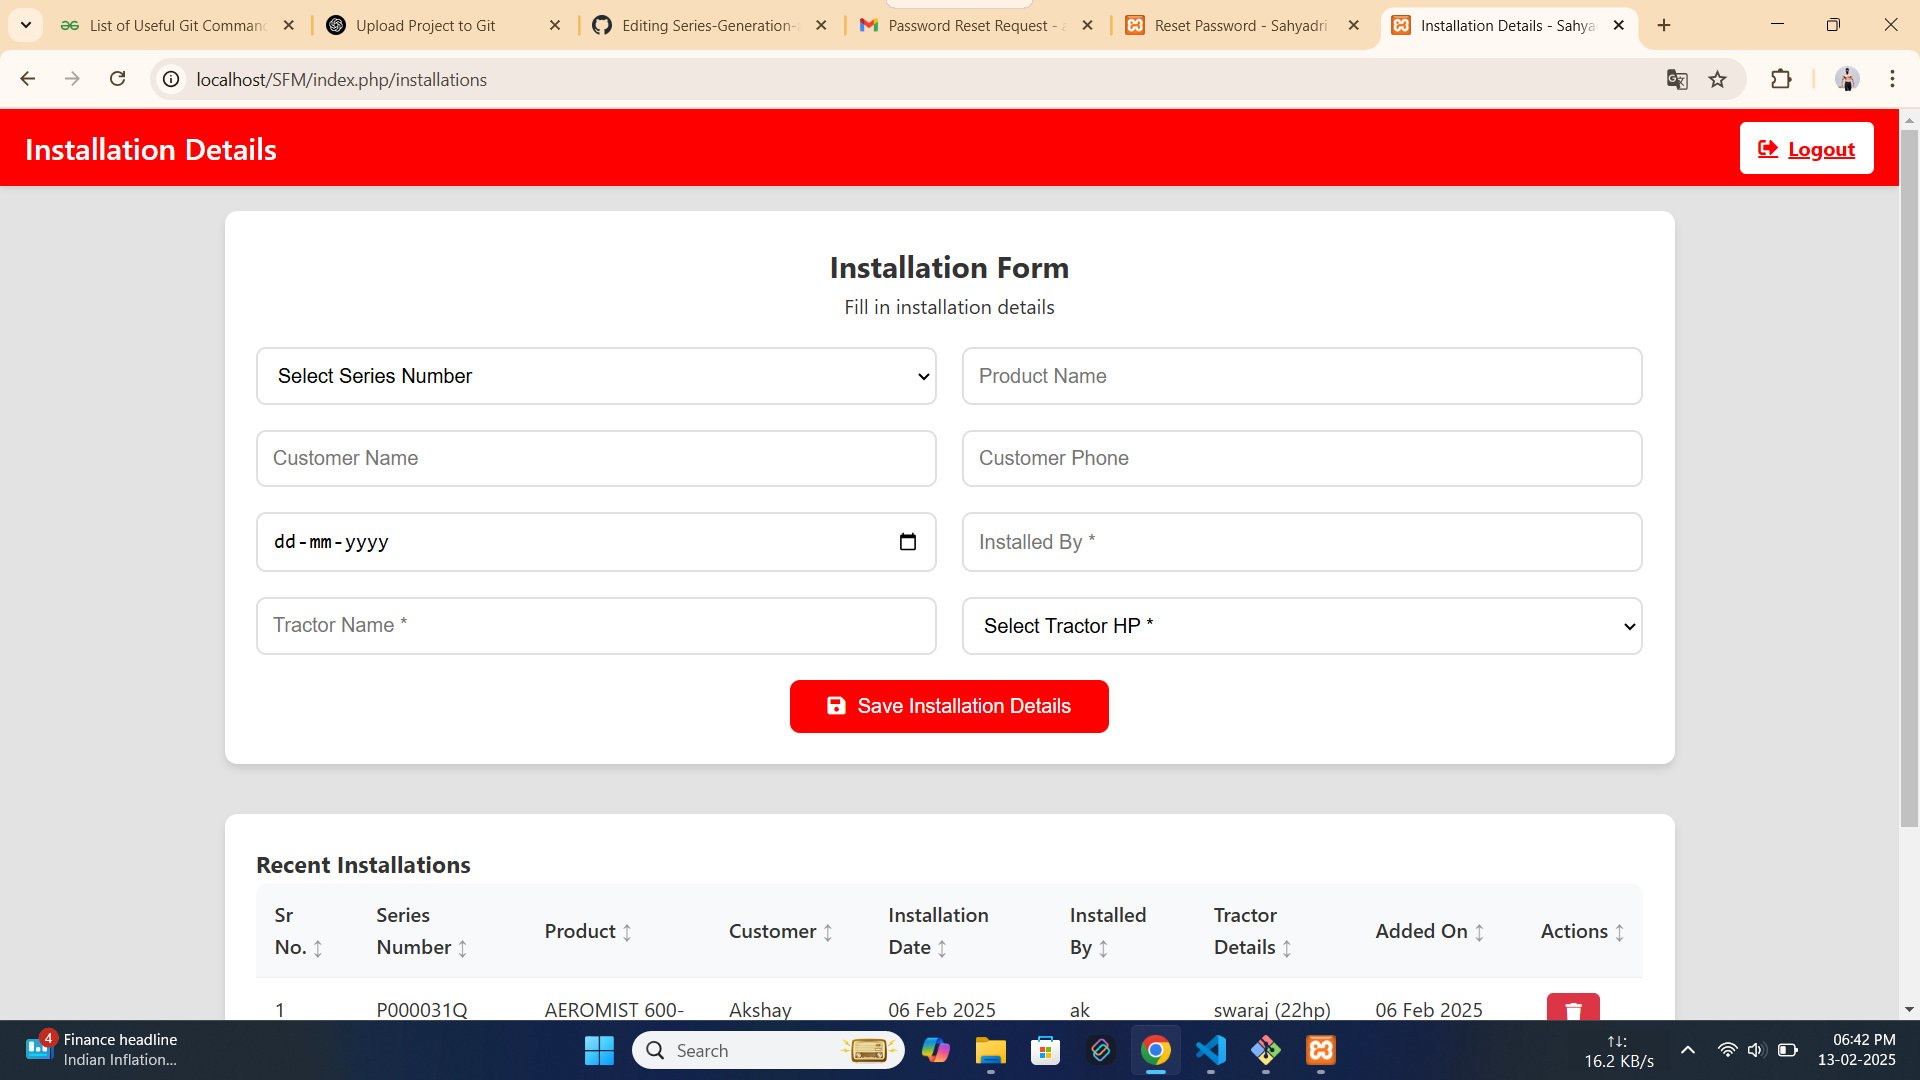 List of Useful Git Comman
Upload Project to Git
Editing Series-Generation-
Password Reset Request -
Reset Password - Sahyadri
Installation Details - Sahya
localhost/SFM/index.php/installations
Installation Details
Logout
Installation Form
Fill in installation details
Select Series Number
Product Name
Customer Name
Customer Phone
dd-mm-yyyy
Installed By *
Tractor Name *
Select Tractor HP *
Save Installation Details
Recent Installations
Sr No.
Series Number
Product
Customer
Installation Date
Installed By
Tractor Details
Added On
Actions
1
P000031Q
AEROMIST 600-
Akshay
06 Feb 2025
ak
swaraj (22hp)
06 Feb 2025
4
Finance headline
Indian Inflation...
Search
16.2 KB/s
06:42 PM
13-02-2025